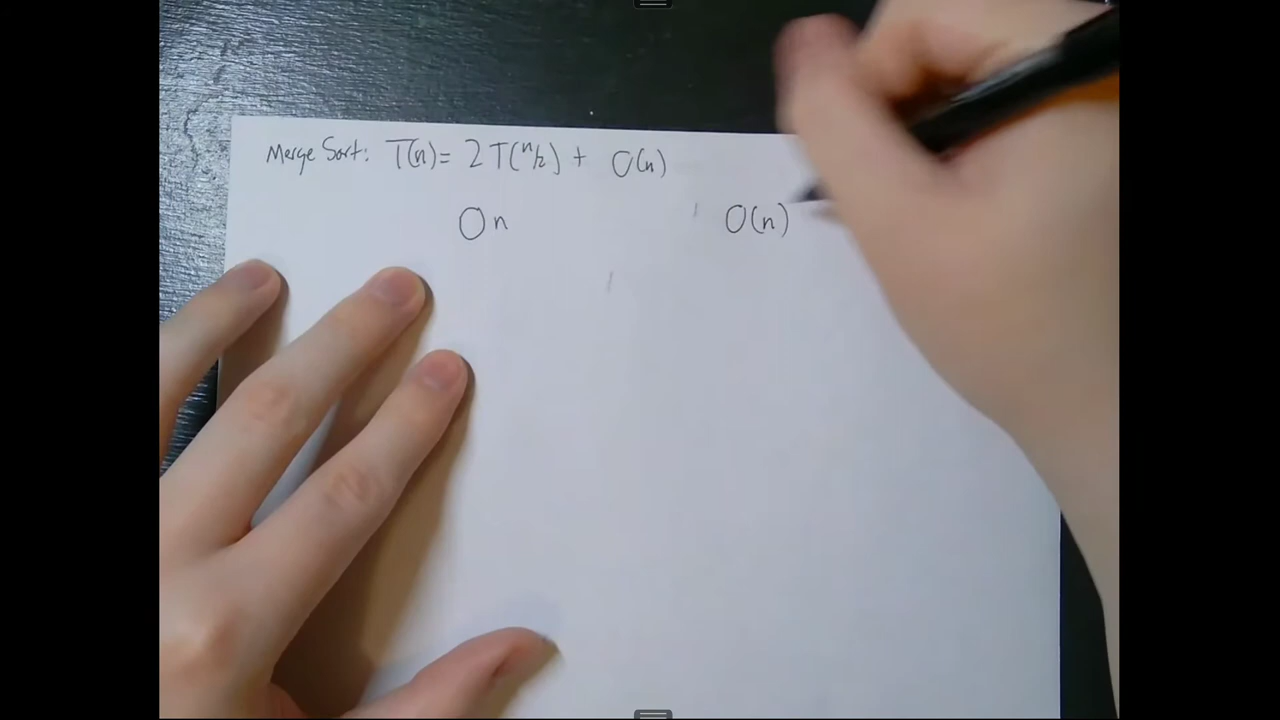 Merge Sort: T(n) = 2T(n/2) + O(n)
O n O(n)